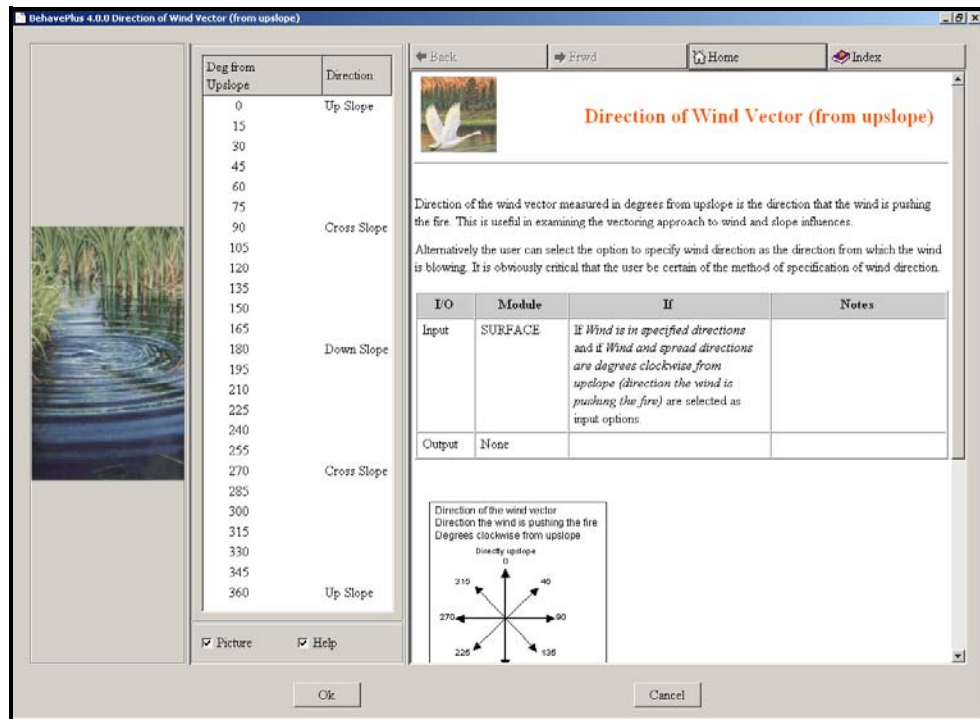 BehavePlus 4.0.0 Direction of Wind Vector (from upslope)
Deg from Upslope Direction
0 Up Slope
15
30
45
60
75
90 Cross Slope
105
120
135
150
165
180 Down Slope
195
210
225
240
255
270 Cross Slope
285
300
315
330
345
360 Up Slope
Picture Help
Back Frwd Home Index
Direction of Wind Vector (from upslope)
Direction of the wind vector measured in degrees from upslope is the direction that the wind is pushing
the fire. This is useful in examining the vectoring approach to wind and slope influences.
Alternatively the user can select the option to specify wind direction as the direction from which the wind
is blowing. It is obviously critical that the user be certain of the method of specification of wind direction.
I/O Module If Notes
Input SURFACE If Wind is in specified directions
and if Wind and spread directions
are degrees clockwise from
upslope (direction the wind is
pushing the fire) are selected as
input options.
Output None
Direction of the wind vector
Direction the wind is pushing the fire
Degrees clockwise from upslope
Directly upslope
0
315 45
270 90
225 135
Ok Cancel